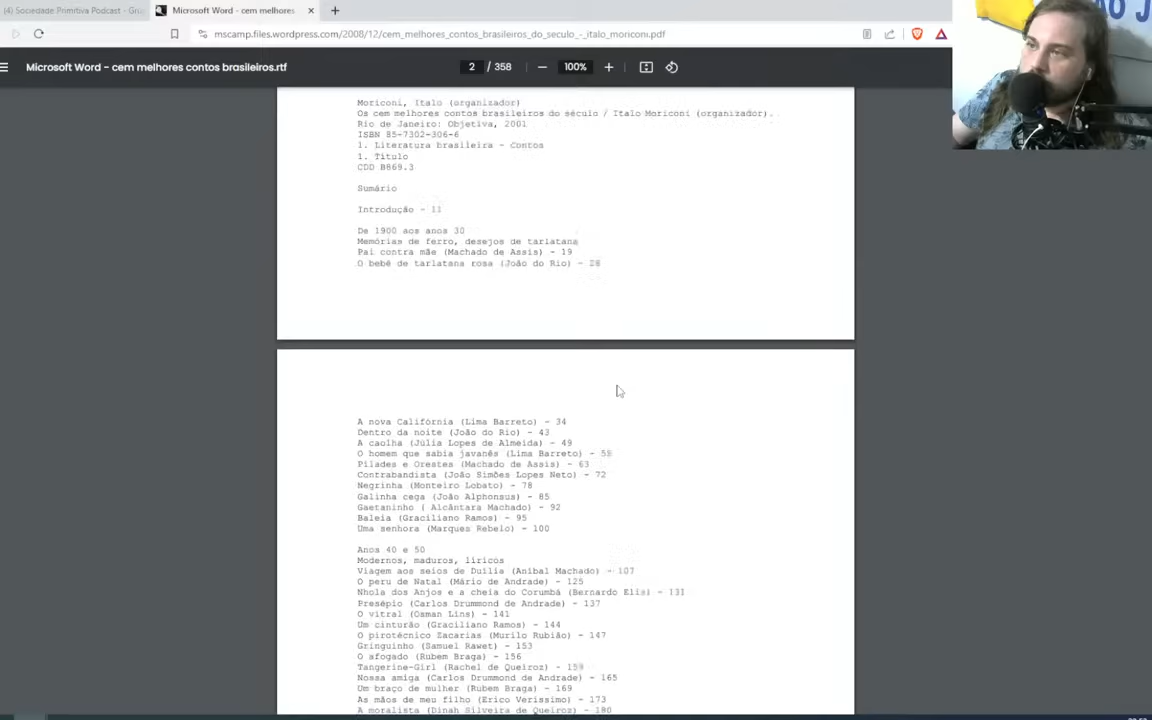 (4) Sociedade Primitiva Podcast - Gru
Microsoft Word - cem melhores
mscamp.files.wordpress.com/2008/12/cem_melhores_contos_brasileiros_do_seculo_-_italo_moriconi.pdf
Microsoft Word - cem melhores contos brasileiros.rtf
2 / 358
100%
Moriconi, Italo (organizador)
Os cem melhores contos brasileiros do século / Italo Moriconi (organizador).
Rio de Janeiro: Objetiva, 2001
ISBN 85-7302-306-6
1. Literatura brasileira - Contos
1. Título
CDD B869.3
Sumário
Introdução - 11
De 1900 aos anos 30
Memórias de ferro, desejos de tarlatana
Pai contra mãe (Machado de Assis) - 19
O bebê de tarlatana rosa (João do Rio) - 28
A nova Califórnia (Lima Barreto) - 34
Dentro da noite (João do Rio) - 43
A caolha (Júlia Lopes de Almeida) - 49
O homem que sabia javanês (Lima Barreto) - 55
Pílades e Orestes (Machado de Assis) - 63
Contrabandista (João Simões Lopes Neto) - 72
Negrinha (Monteiro Lobato) - 78
Galinha cega (João Alphonsus) - 85
Gaetaninho ( Alcântara Machado) - 92
Baleia (Graciliano Ramos) - 95
Uma senhora (Marques Rebelo) - 100
Anos 40 e 50
Modernos, maduros, líricos
Viagem aos seios de Duília (Aníbal Machado) - 107
O peru de Natal (Mário de Andrade) - 125
Nhola dos Anjos e a cheia do Corumbá (Bernardo Élis) - 131
Presépio (Carlos Drummond de Andrade) - 137
O vitral (Osman Lins) - 141
Um cinturão (Graciliano Ramos) - 144
O pirotécnico Zacarias (Murilo Rubião) - 147
Gringuinho (Samuel Rawet) - 153
O afogado (Rubem Braga) - 156
Tangerine-Girl (Rachel de Queiroz) - 159
Nossa amiga (Carlos Drummond de Andrade) - 165
Um braço de mulher (Rubem Braga) - 169
As mãos de meu filho (Erico Verissimo) - 173
A moralista (Dinah Silveira de Queiroz) - 180